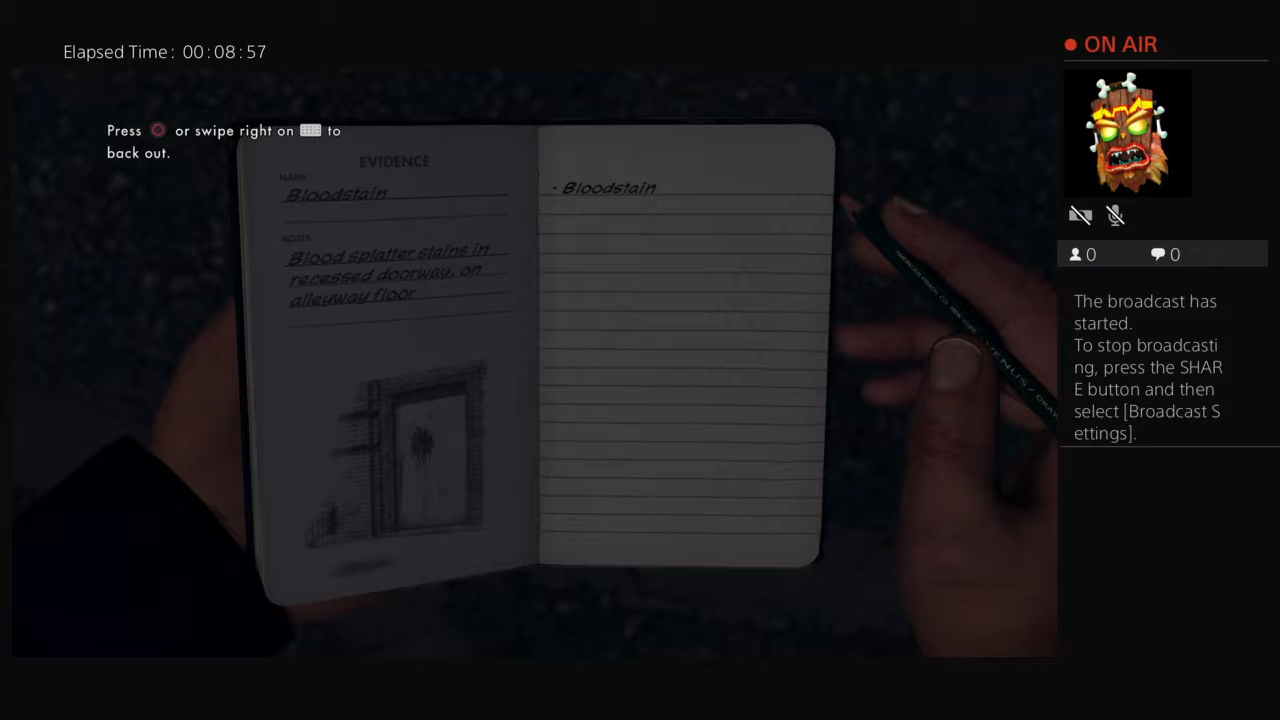 Elapsed Time: 00:08:57
ON AIR
Press or swipe right on to
back out.
EVIDENCE
NAME:
Bloodstain
NOTES:
Blood splatter stains in
recessed doorway, on
alleyway floor
• Bloodstain
VENUS
0 0
The broadcast has
started.
To stop broadcasti
ng, press the SHAR
E button and then
select [Broadcast S
ettings].